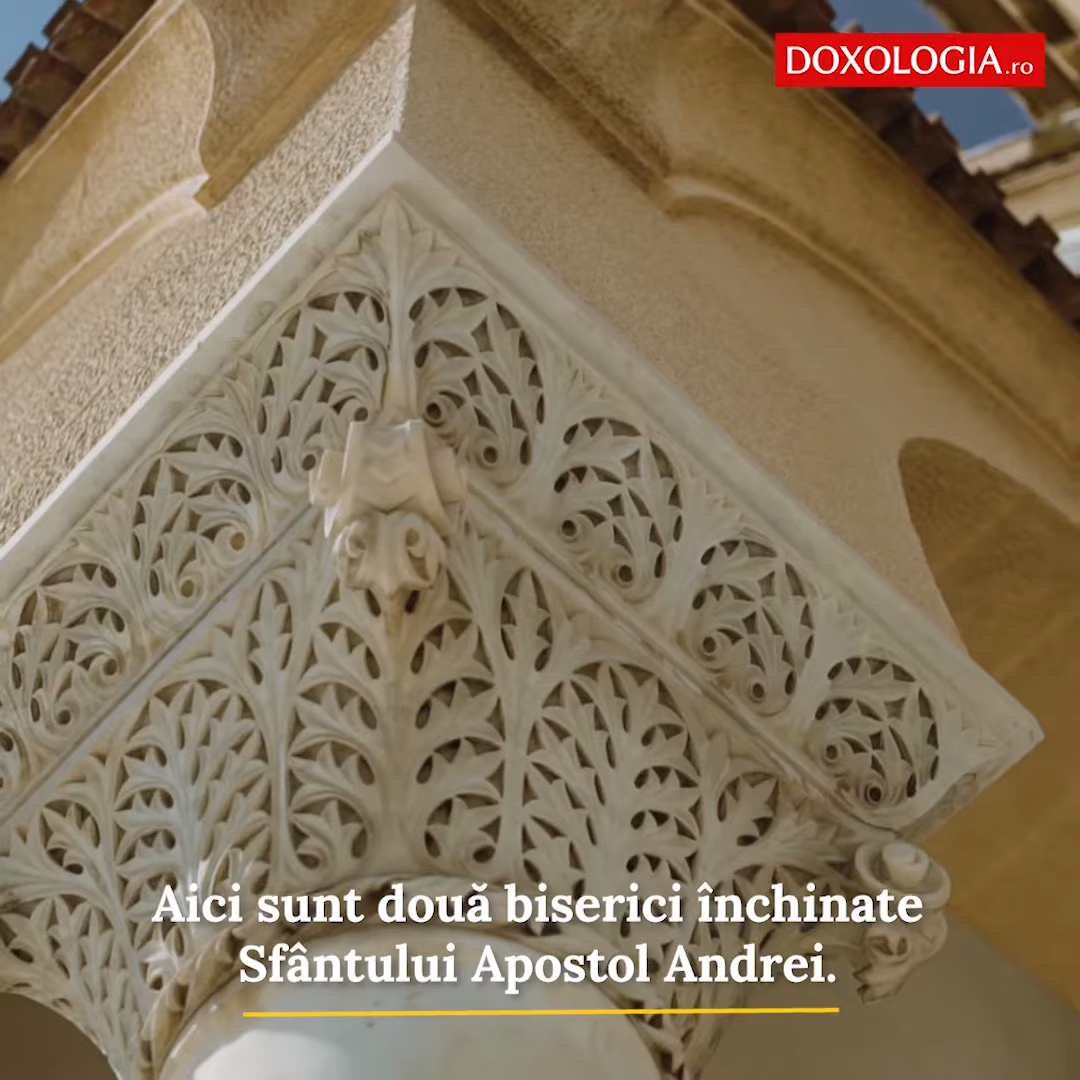 DOXOLOGIA.ro
Aici sunt două biserici închinate
Sfântului Apostol Andrei.